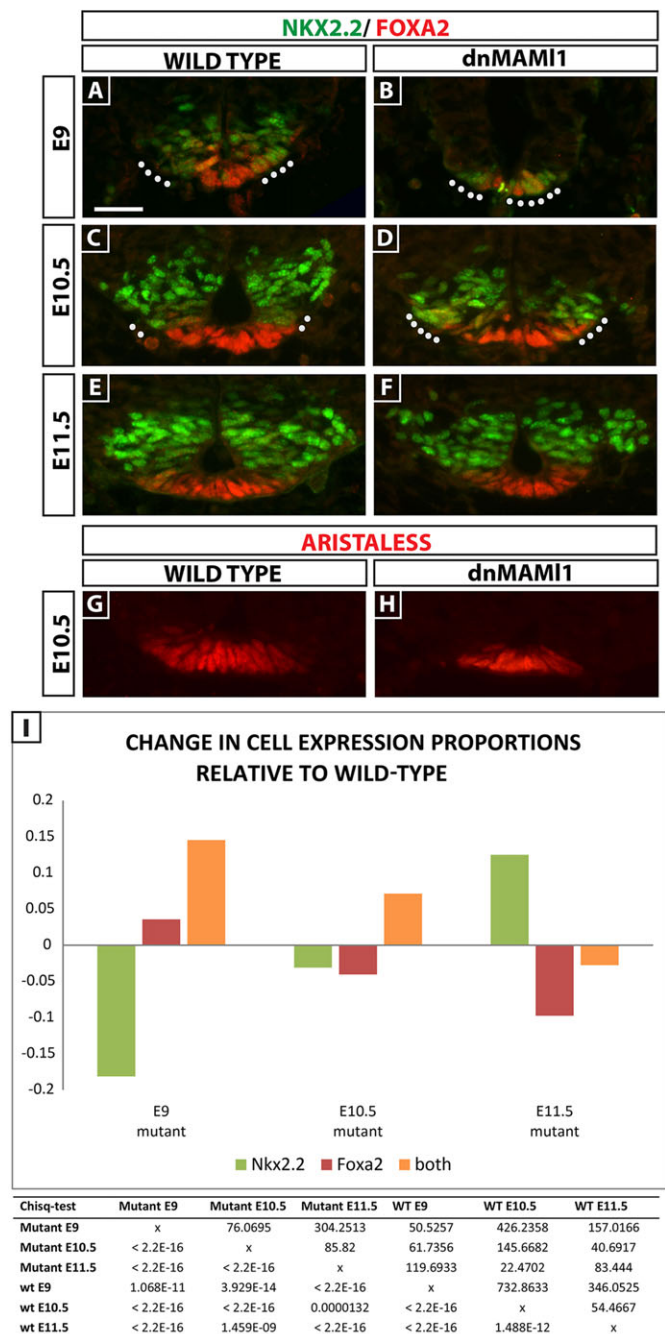 NKX2.2/ FOXA2
WILD TYPE
dnMAMl1
E9
A
B
E10.5
C
D
E11.5
E
F
ARISTALESS
WILD TYPE
dnMAMl1
E10.5
G
H
I
CHANGE IN CELL EXPRESSION PROPORTIONS
RELATIVE TO WILD-TYPE
0.2
0.15
0.1
0.05
0
-0.05
-0.1
-0.15
-0.2
E9 mutant
E10.5 mutant
E11.5 mutant
Nkx2.2 Foxa2 both
Chisq-test Mutant E9 Mutant E10.5 Mutant E11.5 WT E9 WT E10.5 WT E11.5
Mutant E9 x 76.0695 304.2513 50.5257 426.2358 157.0166
Mutant E10.5 < 2.2E-16 x 85.82 61.7356 145.6682 40.6917
Mutant E11.5 < 2.2E-16 < 2.2E-16 x 119.6933 22.4702 83.444
wt E9 1.068E-11 3.929E-14 < 2.2E-16 x 732.8633 346.0525
wt E10.5 < 2.2E-16 < 2.2E-16 0.0000132 < 2.2E-16 x 54.4667
wt E11.5 < 2.2E-16 1.459E-09 < 2.2E-16 < 2.2E-16 1.488E-12 x